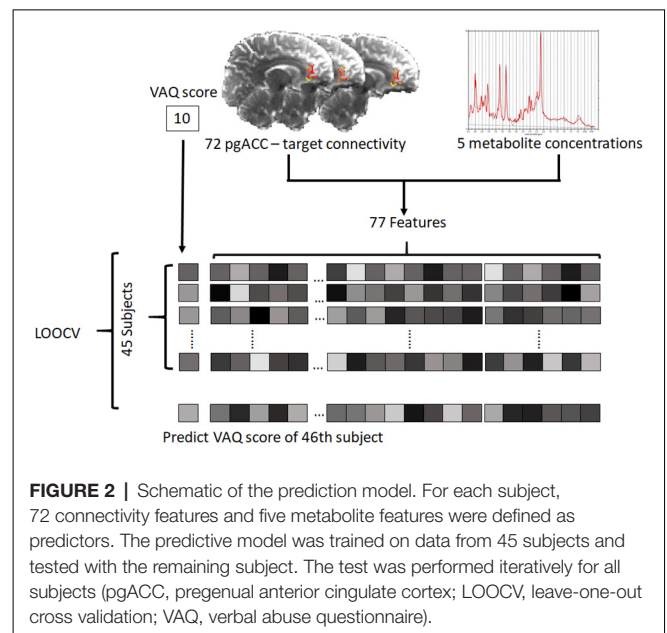 VAQ score
10
72 pgACC – target connectivity
5 metabolite concentrations
77 Features
LOOCV
45 Subjects
...
...
...
...
...
Predict VAQ score of 46th subject
FIGURE 2 | Schematic of the prediction model. For each subject,
72 connectivity features and five metabolite features were defined as
predictors. The predictive model was trained on data from 45 subjects and
tested with the remaining subject. The test was performed iteratively for all
subjects (pgACC, pregenual anterior cingulate cortex; LOOCV, leave-one-out
cross validation; VAQ, verbal abuse questionnaire).